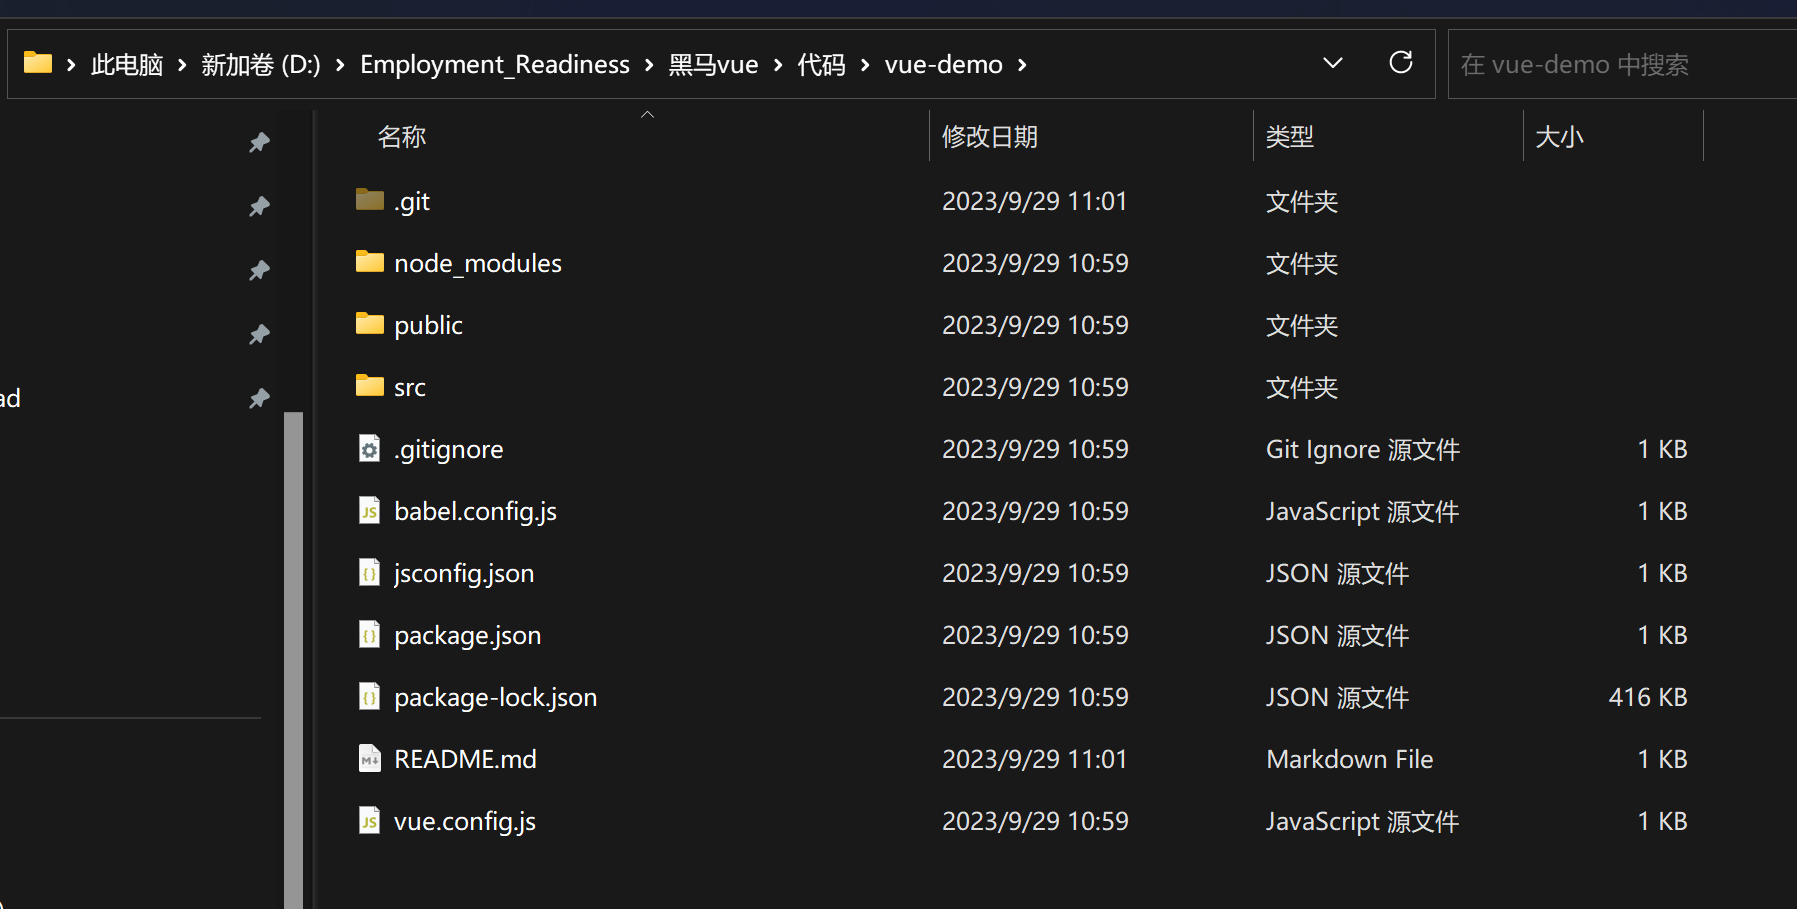 此电脑 > 新加卷 (D:) > Employment_Readiness > 黑马vue > 代码 > vue-demo >
在 vue-demo 中搜索
名称 修改日期 类型 大小
.git 2023/9/29 11:01 文件夹
node_modules 2023/9/29 10:59 文件夹
public 2023/9/29 10:59 文件夹
src 2023/9/29 10:59 文件夹
ad
.gitignore 2023/9/29 10:59 Git Ignore 源文件 1 KB
babel.config.js 2023/9/29 10:59 JavaScript 源文件 1 KB
jsconfig.json 2023/9/29 10:59 JSON 源文件 1 KB
package.json 2023/9/29 10:59 JSON 源文件 1 KB
package-lock.json 2023/9/29 10:59 JSON 源文件 416 KB
README.md 2023/9/29 11:01 Markdown File 1 KB
vue.config.js 2023/9/29 10:59 JavaScript 源文件 1 KB